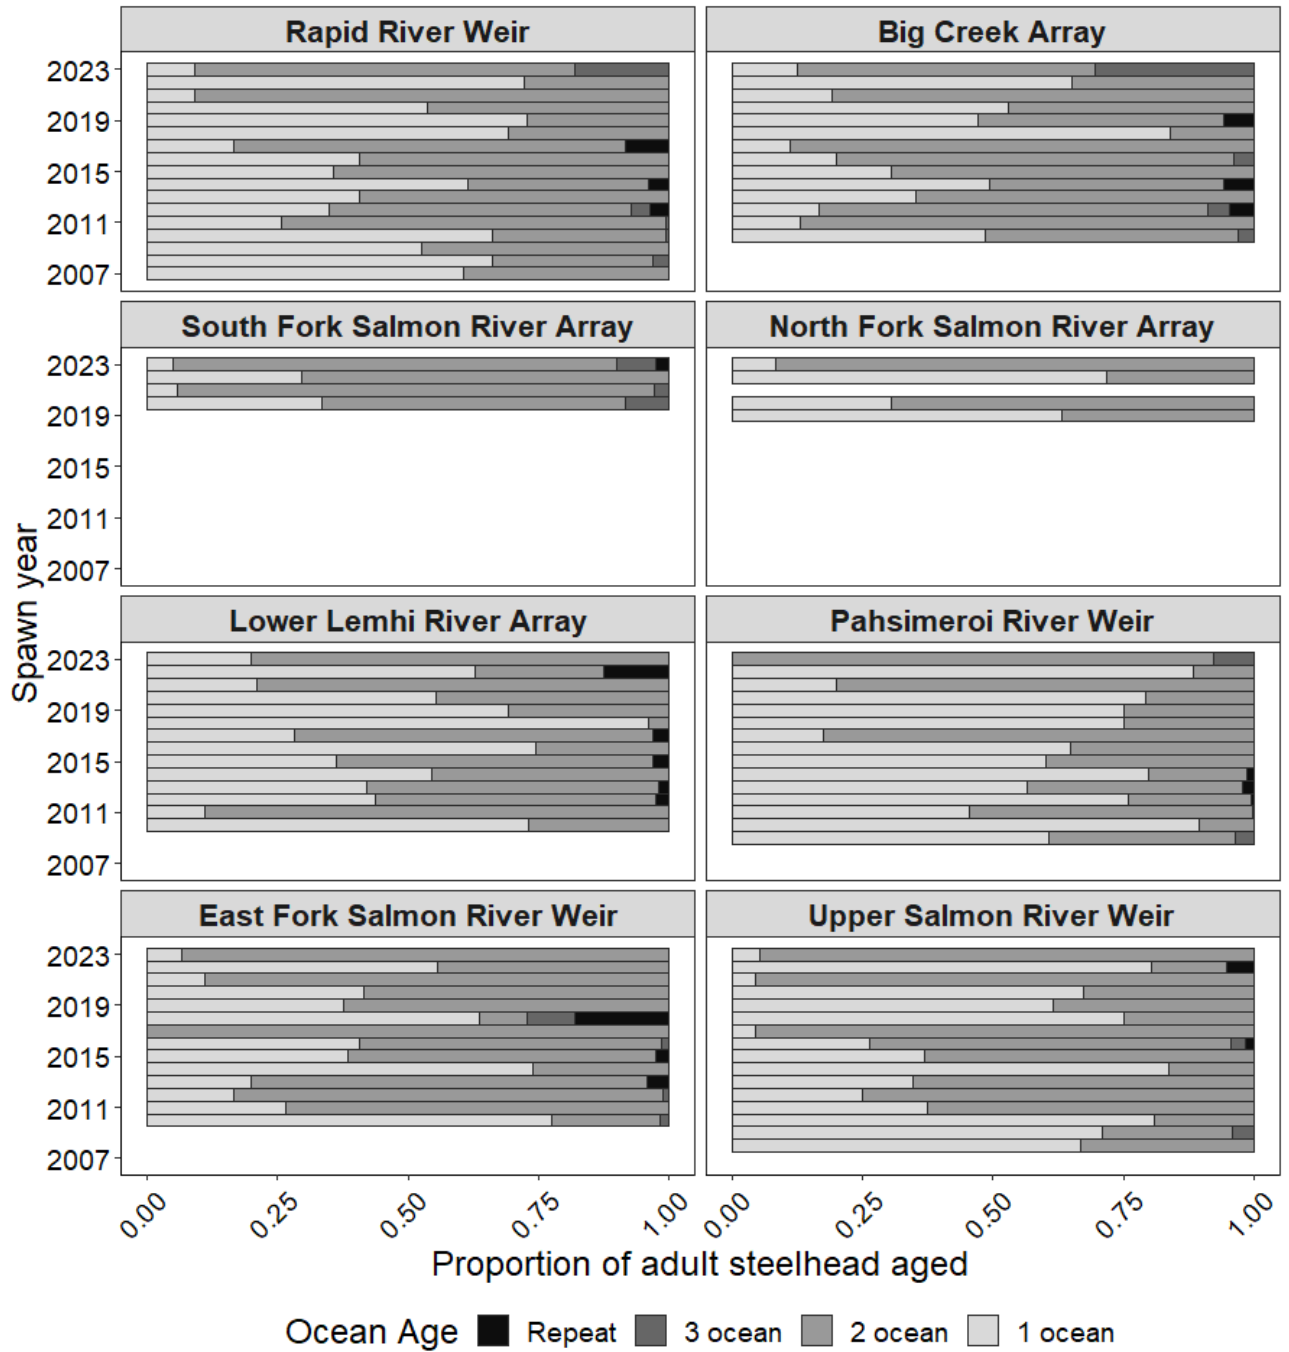 Rapid River Weir
Big Creek Array
2023
2019
2015
2011
2007
South Fork Salmon River Array
North Fork Salmon River Array
2023
2019
2015
2011
2007
Spawn year
Lower Lemhi River Array
Pahsimeroi River Weir
2023
2019
2015
2011
2007
East Fork Salmon River Weir
Upper Salmon River Weir
2023
2019
2015
2011
2007
0.00 0.25 0.50 0.75 1.00 0.00 0.25 0.50 0.75 1.00
Proportion of adult steelhead aged
Ocean Age Repeat 3 ocean 2 ocean 1 ocean